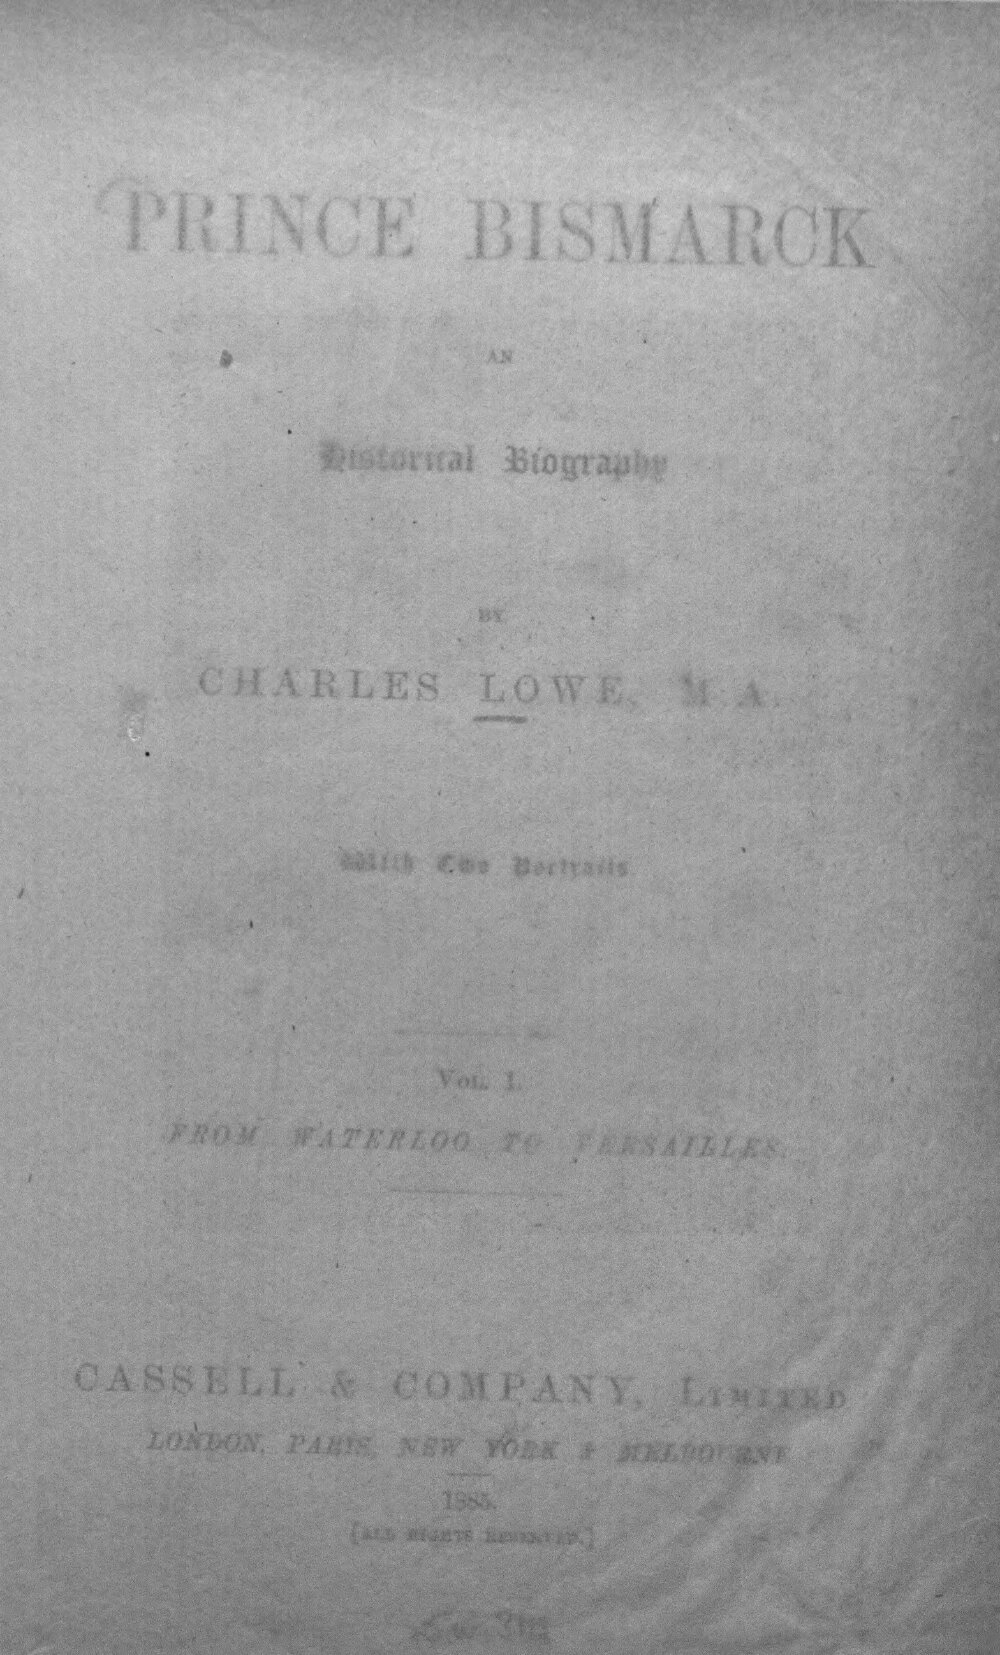 PRINCE BISMARCK
AN
Historical Biography
BY
CHARLES LOWE, M.A.
With Two Portraits
VOL. I.
FROM WATERLOO TO VERSAILLES.
CASSELL & COMPANY, LIMITED
LONDON, PARIS, NEW YORK & MELBOURNE
1885.
[ALL RIGHTS RESERVED.]